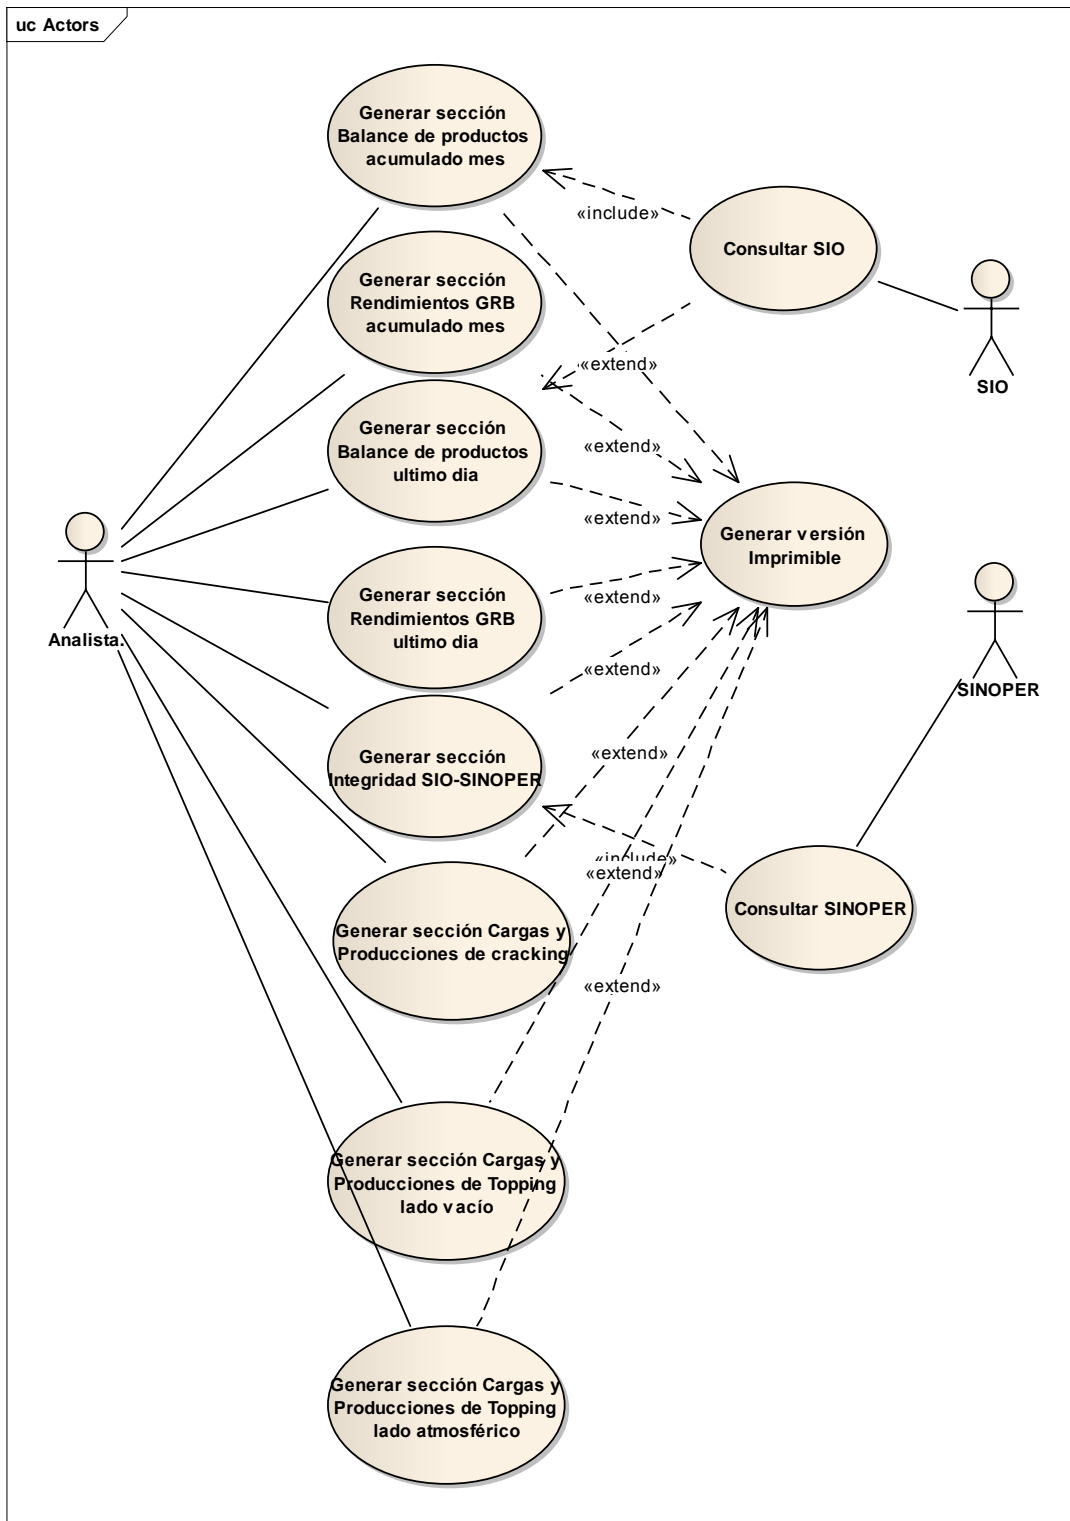 uc Actors
Generar sección
Balance de productos
acumulado mes
«include»
Consultar SIO
Generar sección
Rendimientos GRB
acumulado mes
SIO
«extend»
Generar sección
Balance de productos
ultimo dia
«extend»
«extend»
Generar versión
Imprimible
Analista.
Generar sección
Rendimientos GRB
ultimo dia
«extend»
«extend»
SINOPER
Generar sección
Integridad SIO-SINOPER
«extend»
«include»
«extend»
Consultar SINOPER
Generar sección Cargas y
Producciones de cracking
«extend»
Generar sección Cargas y
Producciones de Topping
lado vacío
Generar sección Cargas y
Producciones de Topping
lado atmosférico